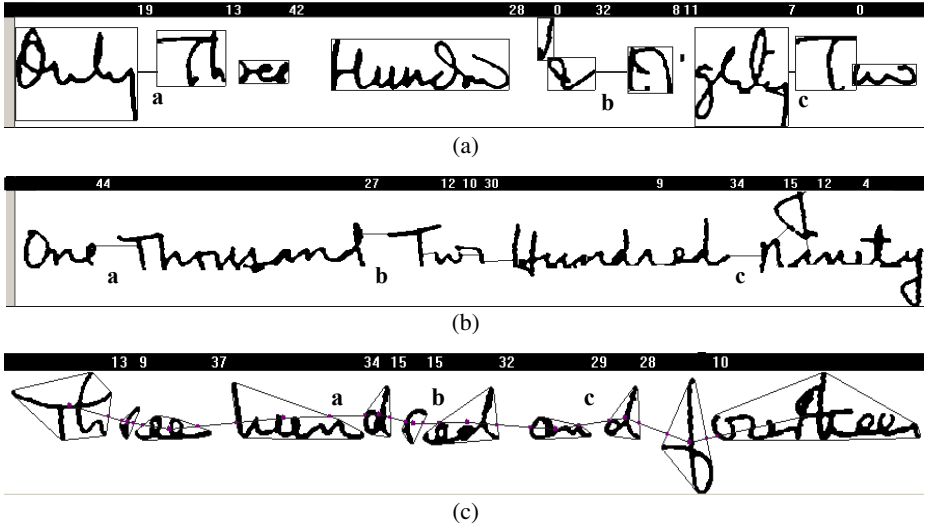 19 13 42 28 0 32 8 11 7 0
Only Three Hundred Eighty Two
a b c
(a)
44 27 12 10 30 9 34 15 12 4
One Thousand Two Hundred Ninety
a b c
(b)
13 9 37 34 15 15 32 29 28 10
a b c
Three hundred and fourteen
(c)